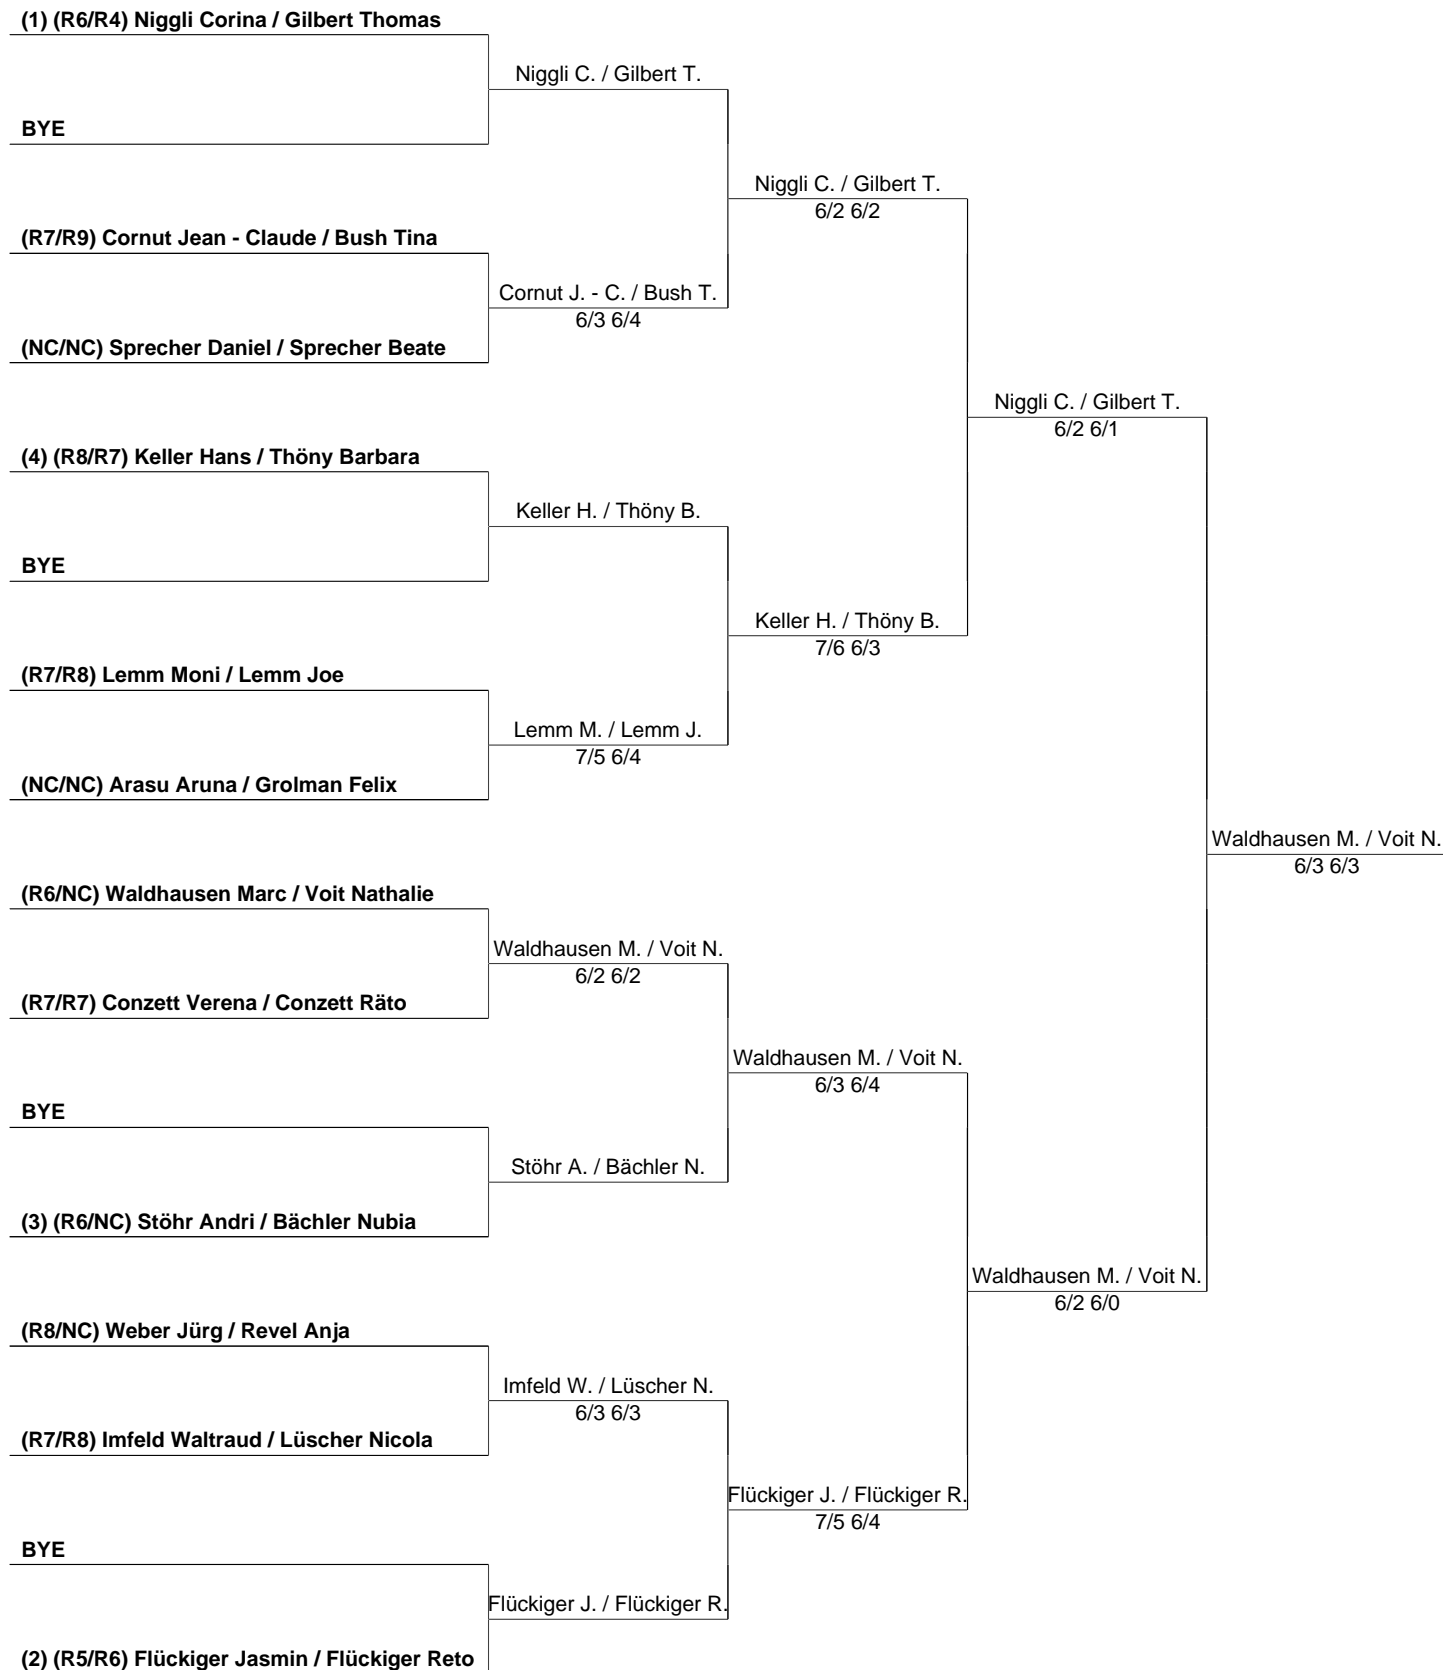 (1) (R6/R4) Niggli Corina / Gilbert Thomas
Niggli C. / Gilbert T.
BYE
Niggli C. / Gilbert T.
6/2 6/2
(R7/R9) Cornut Jean - Claude / Bush Tina
Cornut J. - C. / Bush T.
6/3 6/4
(NC/NC) Sprecher Daniel / Sprecher Beate
Niggli C. / Gilbert T.
6/2 6/1
(4) (R8/R7) Keller Hans / Thöny Barbara
Keller H. / Thöny B.
BYE
Keller H. / Thöny B.
7/6 6/3
(R7/R8) Lemm Moni / Lemm Joe
Lemm M. / Lemm J.
7/5 6/4
(NC/NC) Arasu Aruna / Grolman Felix
Waldhausen M. / Voit N.
6/3 6/3
(R6/NC) Waldhausen Marc / Voit Nathalie
Waldhausen M. / Voit N.
6/2 6/2
(R7/R7) Conzett Verena / Conzett Räto
Waldhausen M. / Voit N.
6/3 6/4
BYE
Stöhr A. / Bächler N.
(3) (R6/NC) Stöhr Andri / Bächler Nubia
Waldhausen M. / Voit N.
6/2 6/0
(R8/NC) Weber Jürg / Revel Anja
Imfeld W. / Lüscher N.
6/3 6/3
(R7/R8) Imfeld Waltraud / Lüscher Nicola
Flückiger J. / Flückiger R.
7/5 6/4
BYE
Flückiger J. / Flückiger R.
(2) (R5/R6) Flückiger Jasmin / Flückiger Reto